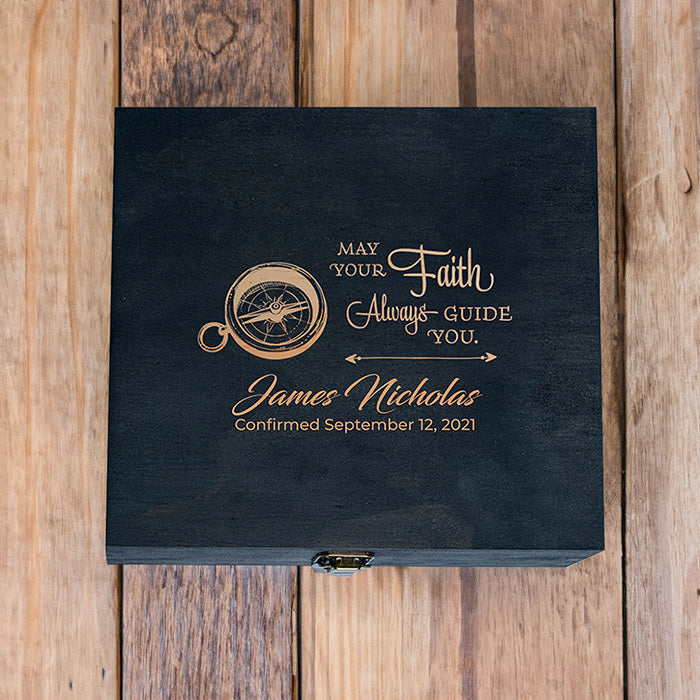 MAY
YOUR Faith
Always GUIDE
YOU.
James Nicholas
Confirmed September 12, 2021